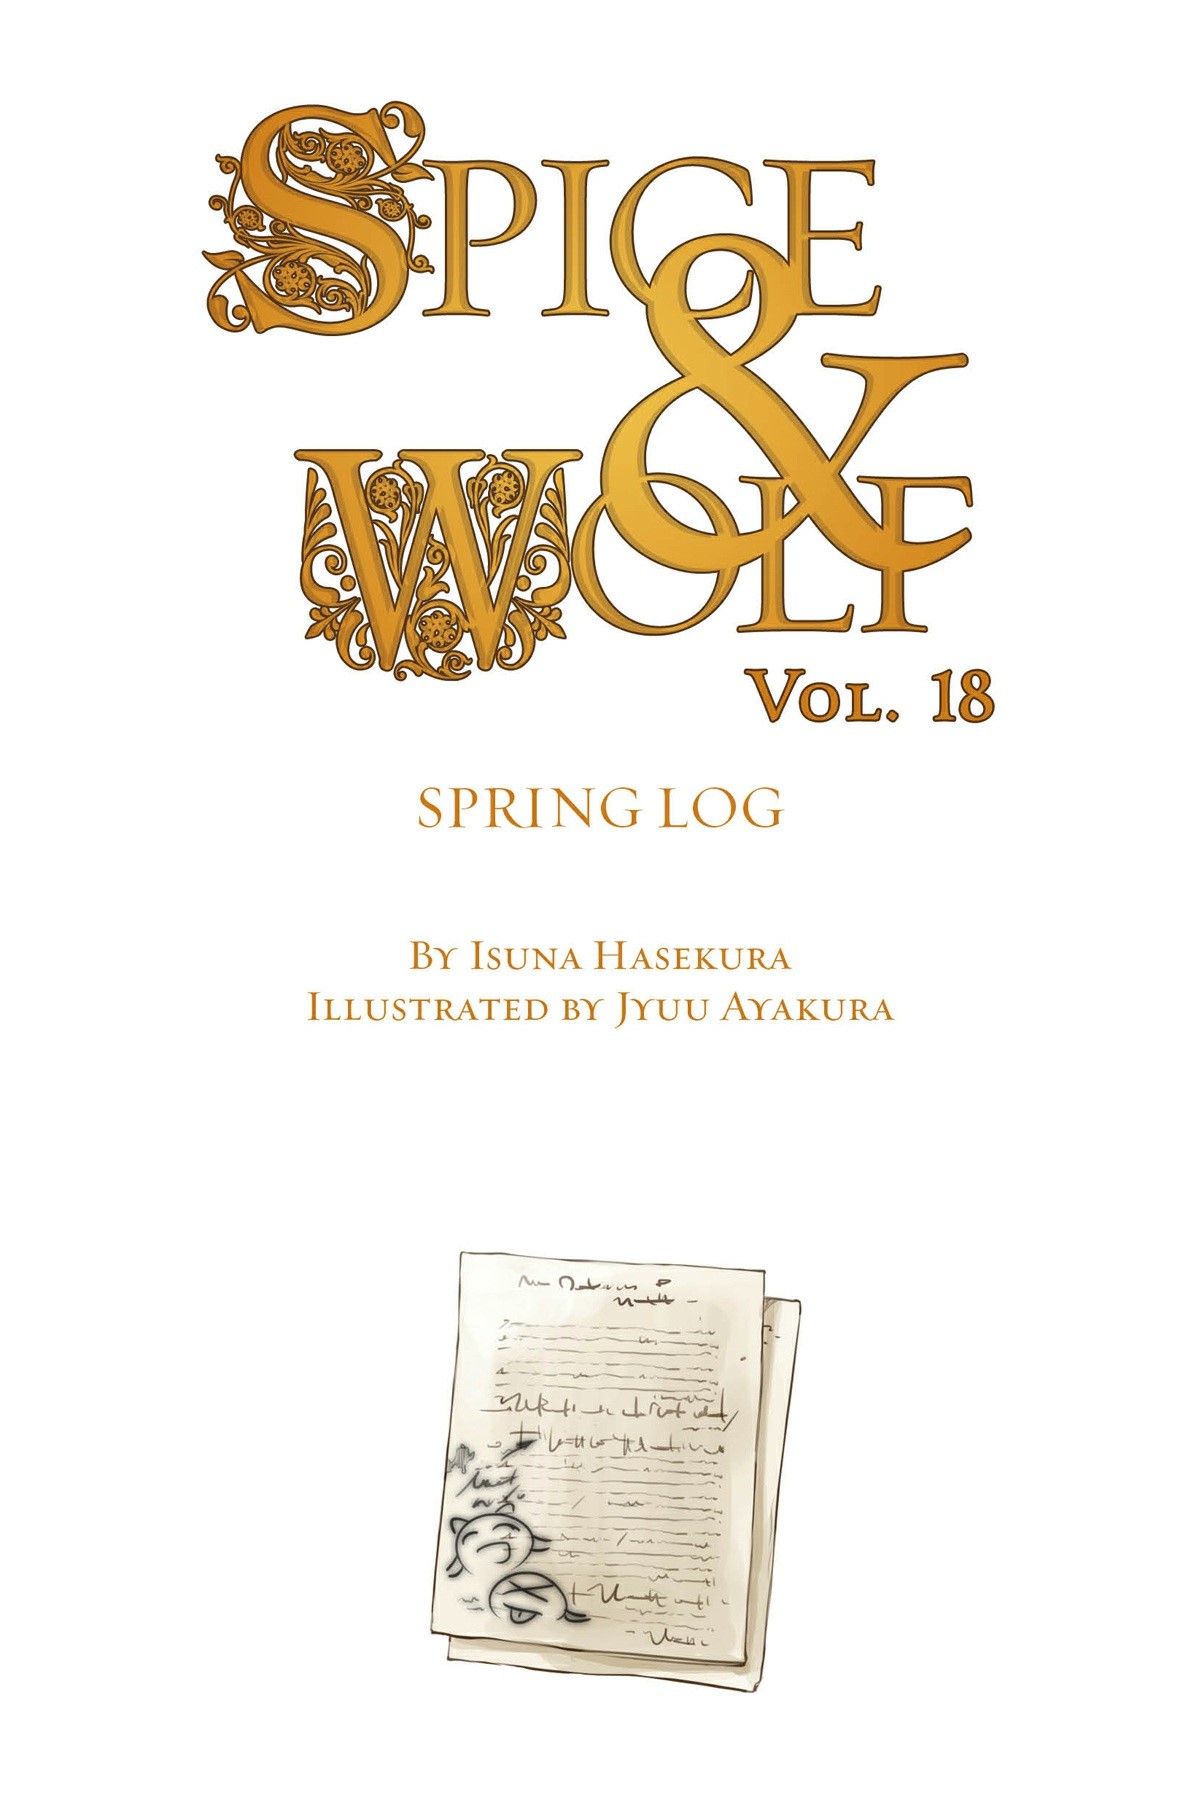 SPICE
&
WOLF
VOL. 18
SPRING LOG
BY ISUNA HASEKURA
ILLUSTRATED BY JYUU AYAKURA